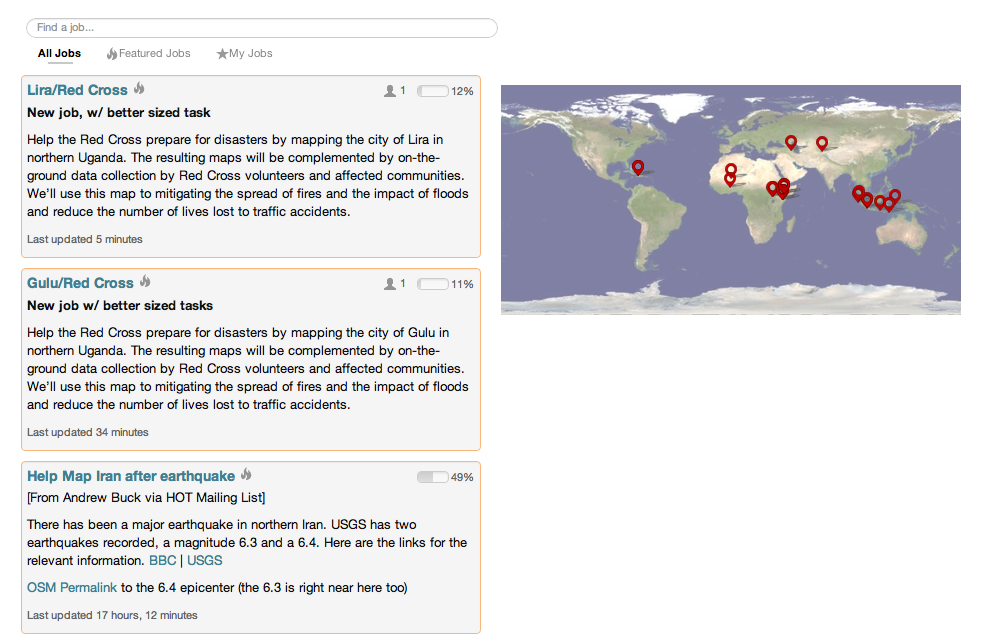 Find a job...
All Jobs Featured Jobs My Jobs
Lira/Red Cross 1 12%
New job, w/ better sized task
Help the Red Cross prepare for disasters by mapping the city of Lira in
northern Uganda. The resulting maps will be complemented by on-the-
ground data collection by Red Cross volunteers and affected communities.
We'll use this map to mitigating the spread of fires and the impact of floods
and reduce the number of lives lost to traffic accidents.
Last updated 5 minutes
Gulu/Red Cross 1 11%
New job w/ better sized tasks
Help the Red Cross prepare for disasters by mapping the city of Gulu in
northern Uganda. The resulting maps will be complemented by on-the-
ground data collection by Red Cross volunteers and affected communities.
We'll use this map to mitigating the spread of fires and the impact of floods
and reduce the number of lives lost to traffic accidents.
Last updated 34 minutes
Help Map Iran after earthquake 49%
[From Andrew Buck via HOT Mailing List]
There has been a major earthquake in northern Iran. USGS has two
earthquakes recorded, a magnitude 6.3 and a 6.4. Here are the links for the
relevant information. BBC | USGS
OSM Permalink to the 6.4 epicenter (the 6.3 is right near here too)
Last updated 17 hours, 12 minutes